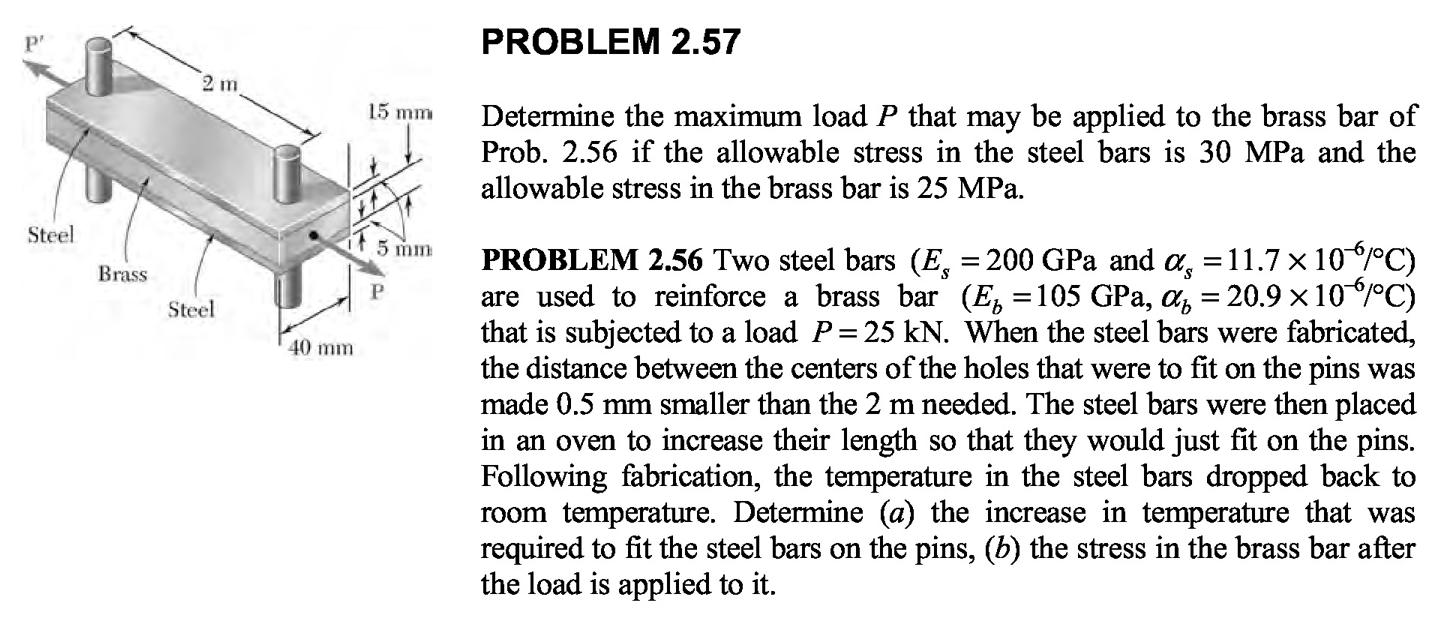 P'
2 m
15 mm
Steel
Brass
Steel
5 mm
P
40 mm
PROBLEM 2.57
Determine the maximum load P that may be applied to the brass bar of
Prob. 2.56 if the allowable stress in the steel bars is 30 MPa and the
allowable stress in the brass bar is 25 MPa.
PROBLEM 2.56 Two steel bars (Eₛ = 200 GPa and αₛ = 11.7 × 10⁻⁶/°C)
are used to reinforce a brass bar (E_b = 105 GPa, α_b = 20.9 × 10⁻⁶/°C)
that is subjected to a load P = 25 kN. When the steel bars were fabricated,
the distance between the centers of the holes that were to fit on the pins was
made 0.5 mm smaller than the 2 m needed. The steel bars were then placed
in an oven to increase their length so that they would just fit on the pins.
Following fabrication, the temperature in the steel bars dropped back to
room temperature. Determine (a) the increase in temperature that was
required to fit the steel bars on the pins, (b) the stress in the brass bar after
the load is applied to it.